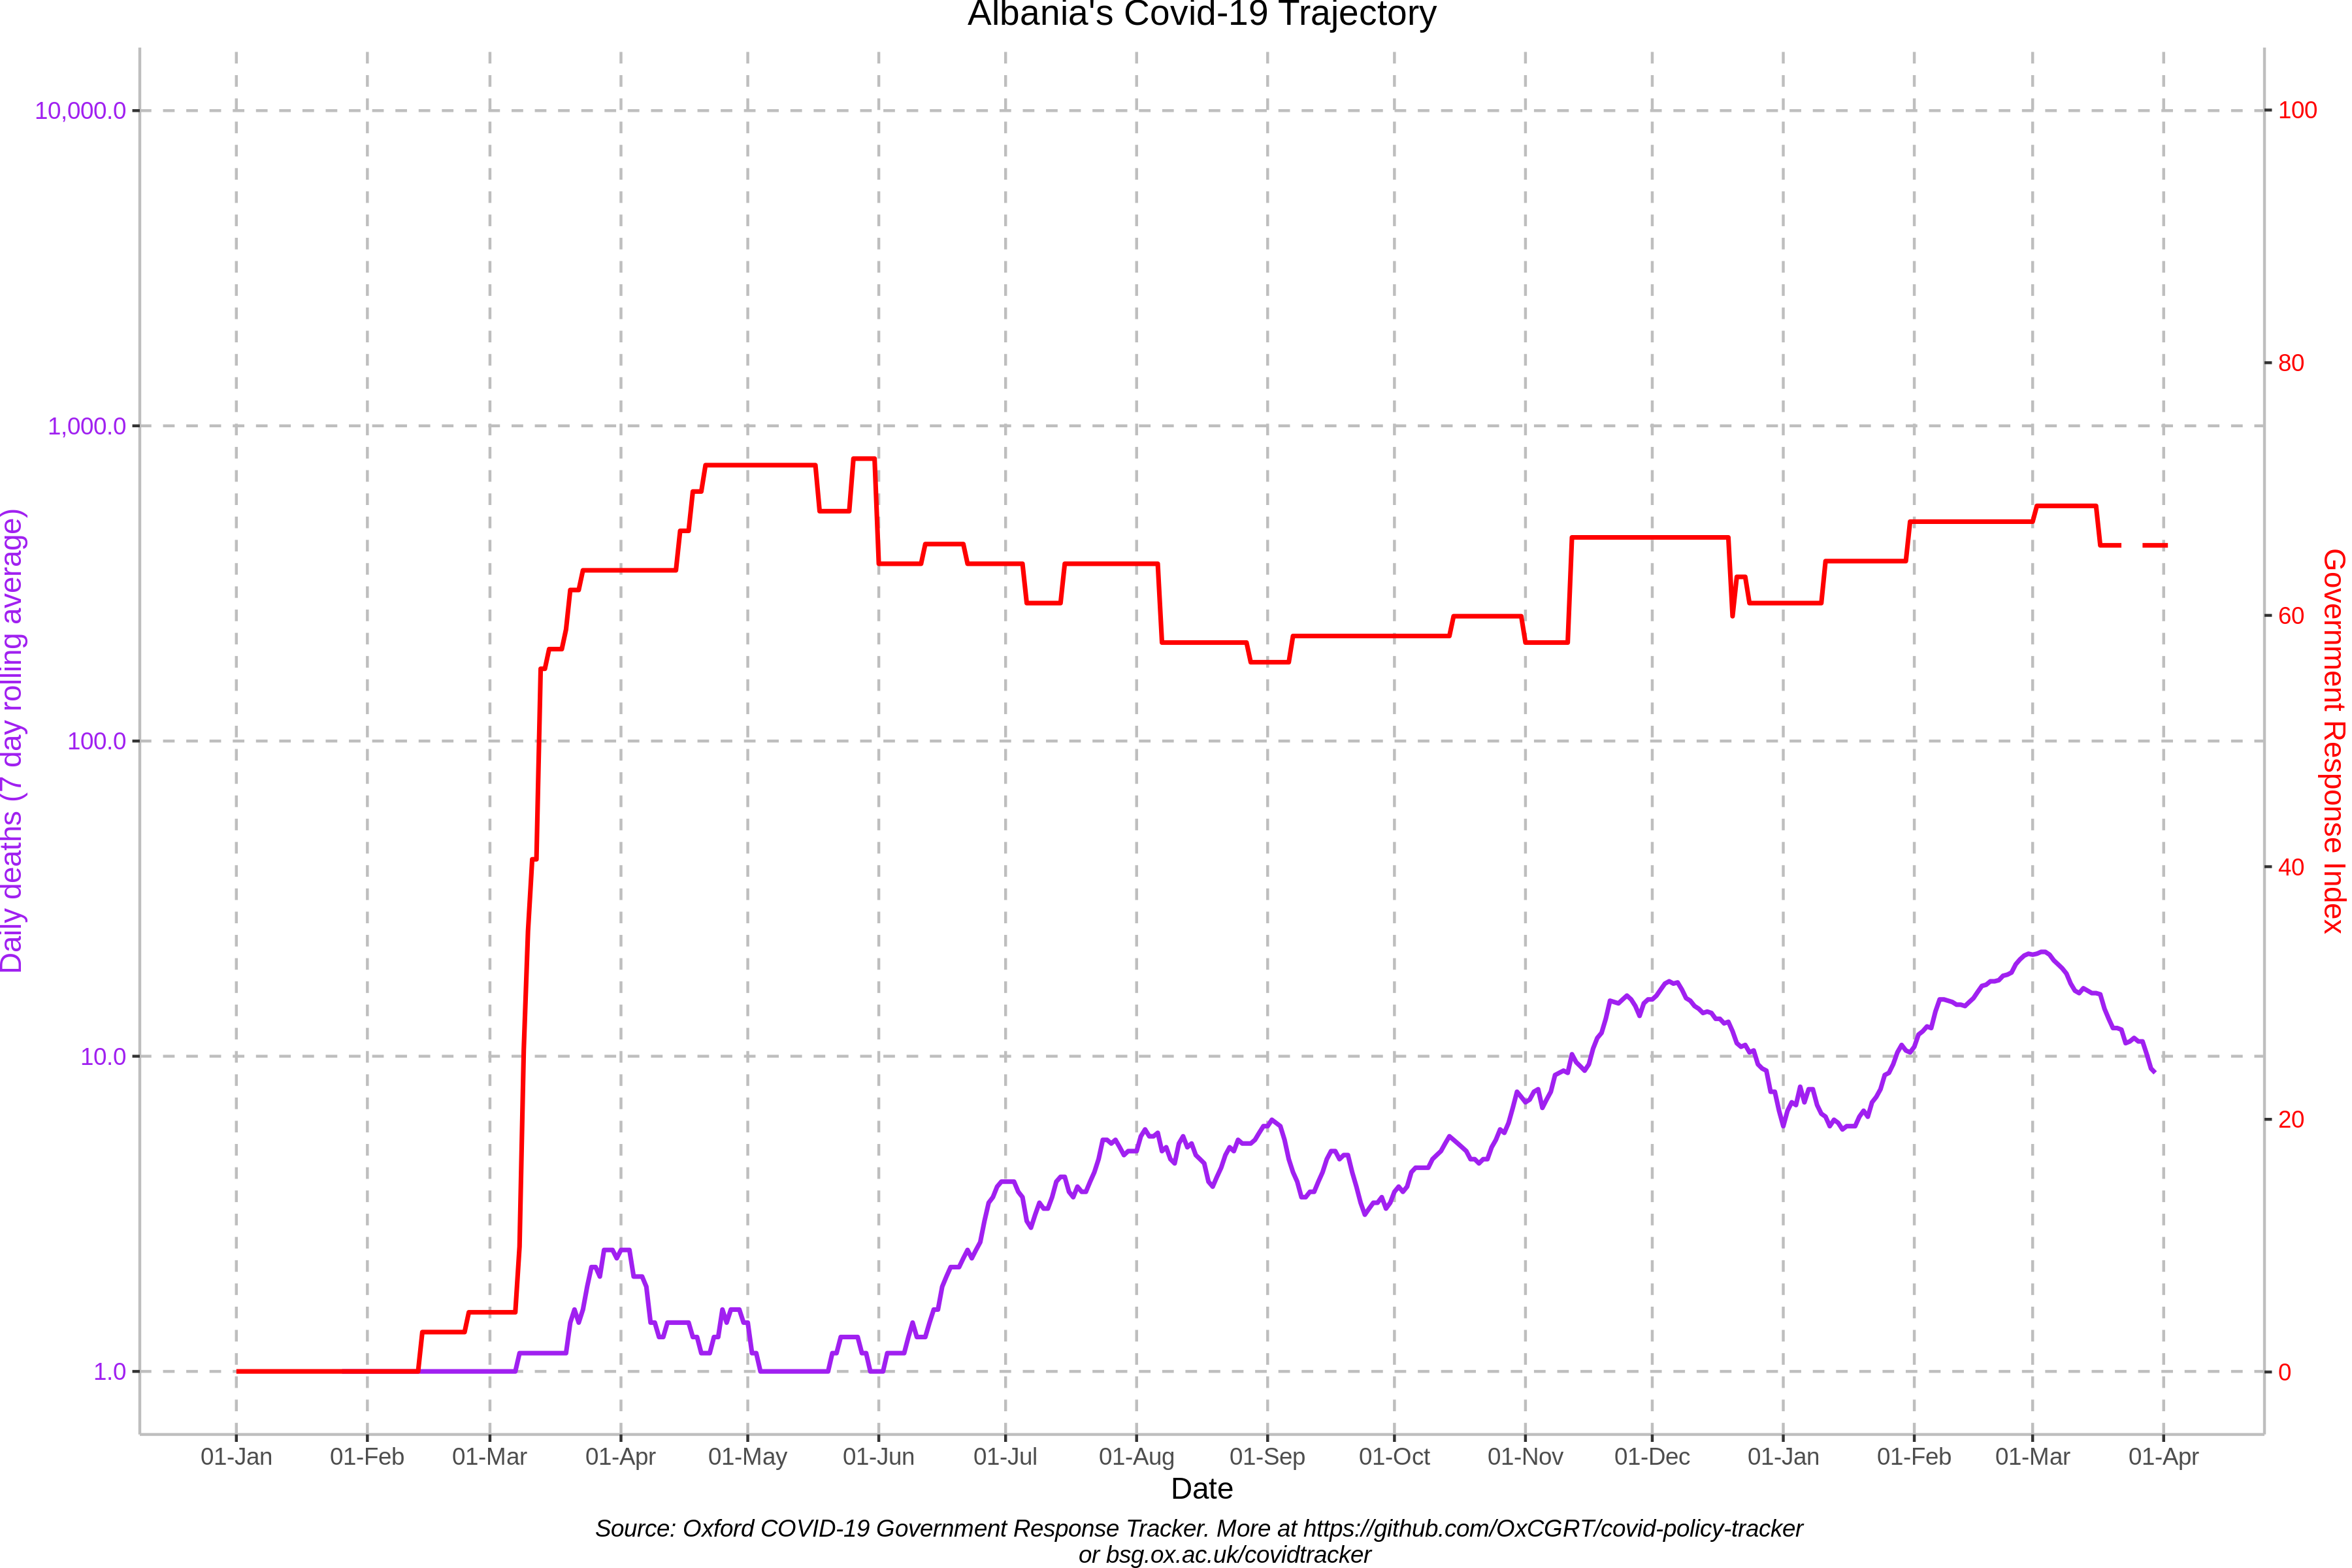 Albania's Covid-19 Trajectory
10,000.0
1,000.0
100.0
10.0
1.0
Daily deaths (7 day rolling average)
100
80
60
40
20
0
Government Response Index
01-Jan 01-Feb 01-Mar 01-Apr 01-May 01-Jun 01-Jul 01-Aug 01-Sep 01-Oct 01-Nov 01-Dec 01-Jan 01-Feb 01-Mar 01-Apr
Date
Source: Oxford COVID-19 Government Response Tracker. More at https://github.com/OxCGRT/covid-policy-tracker
or bsg.ox.ac.uk/covidtracker